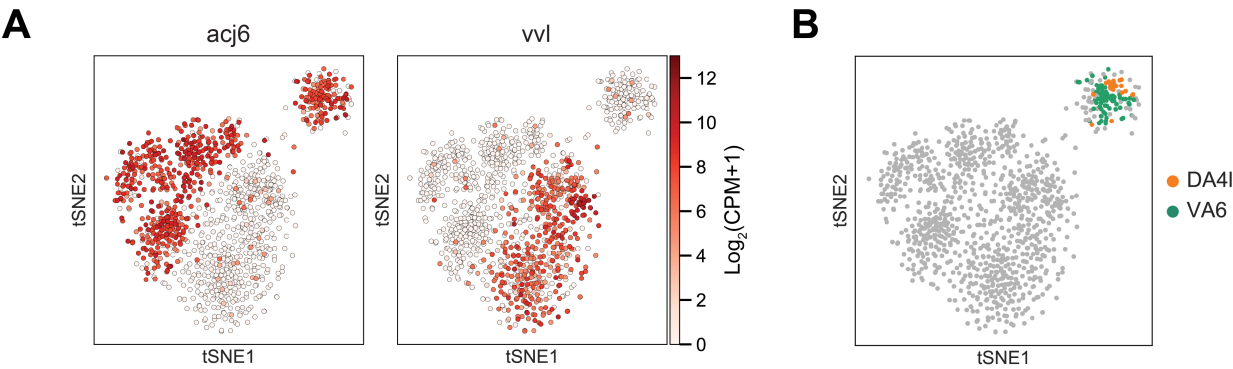 A
acj6
vvl
tSNE2
tSNE1
tSNE2
tSNE1
12
10
8
6
4
2
0
Log2(CPM+1)
B
tSNE2
tSNE1
DA4l
VA6